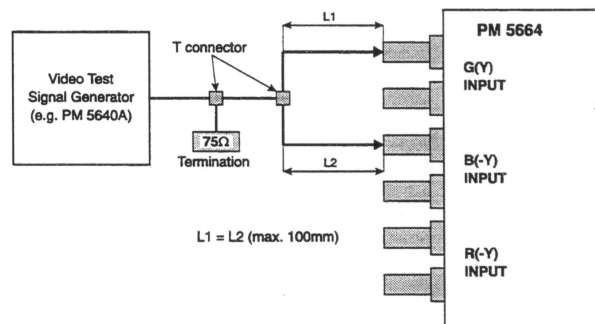 L1
PM 5664
T connector
G(Y)
INPUT
Video Test
Signal Generator
(e.g. PM 5640A)
75Ω
Termination
B(-Y)
INPUT
L2
L1 = L2 (max. 100mm)
R(-Y)
INPUT